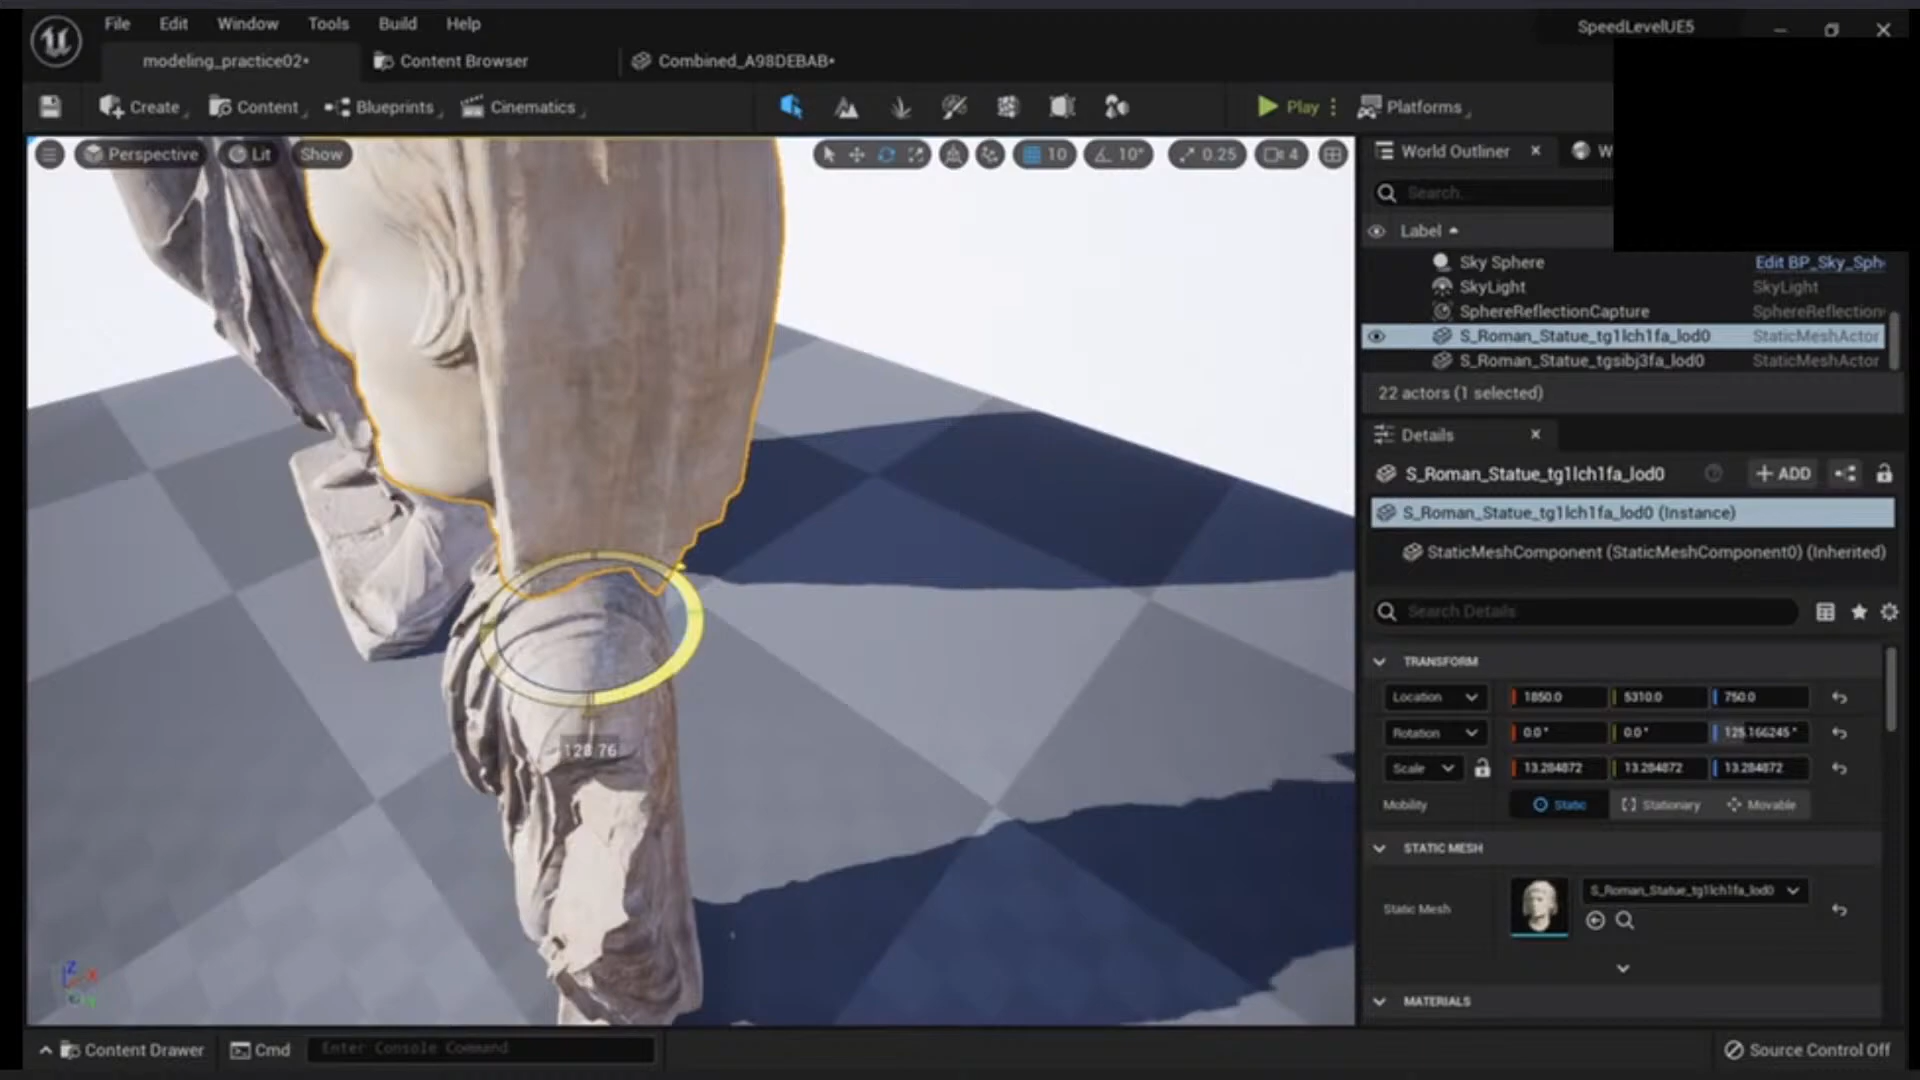 File Edit Window Tools Build Help
SpeedLevelUE5
modeling_practice02•
Content Browser
Combined_A98DEBAB•
Create
Content
Blueprints
Cinematics
Play
Platforms
Perspective
Lit
Show
10
10°
0.25
4
World Outliner
W
Search...
Label
Sky Sphere Edit BP_Sky_Sph
SkyLight SkyLight
SphereReflectionCapture SphereReflection
S_Roman_Statue_tg1lch1fa_lod0 StaticMeshActor
S_Roman_Statue_tgsibj3fa_lod0 StaticMeshActor
22 actors (1 selected)
Details
S_Roman_Statue_tg1lch1fa_lod0
+ ADD
S_Roman_Statue_tg1lch1fa_lod0 (Instance)
StaticMeshComponent (StaticMeshComponent0) (Inherited)
Search Details
TRANSFORM
Location 1850.0 5310.0 750.0
Rotation 0.0° 0.0° 125.166245°
Scale 13.284872 13.284872 13.284872
Mobility Static Stationary Movable
STATIC MESH
Static Mesh
S_Roman_Statue_tg1lch1fa_lod0
MATERIALS
128.76
Z X
Content Drawer
Cmd
Enter Console Command
Source Control Off